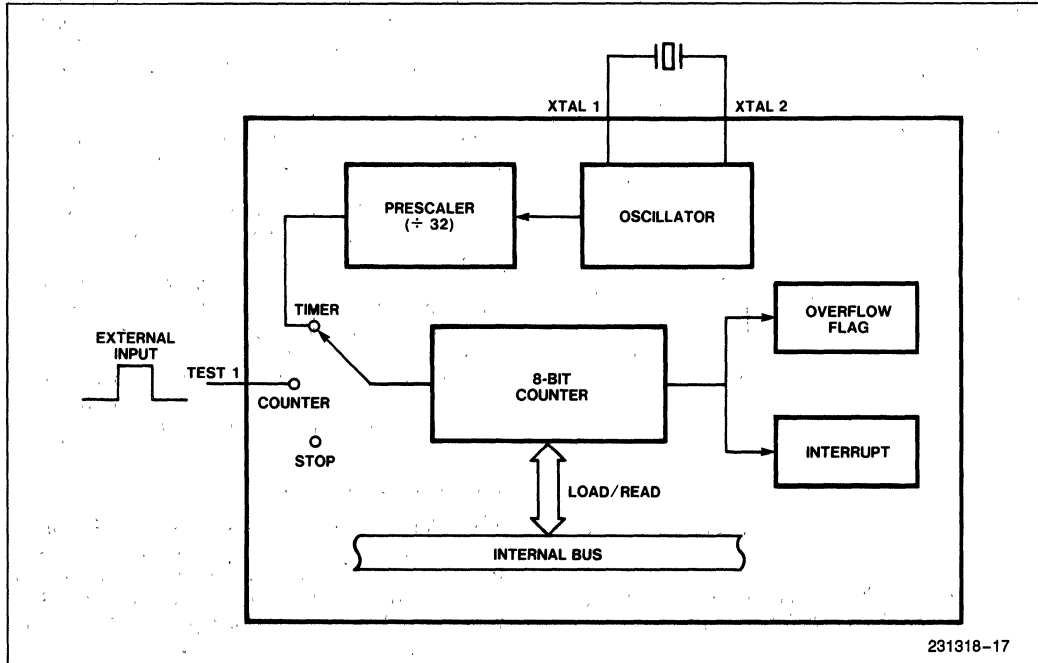 XTAL 1
XTAL 2
PRESCALER
(÷ 32)
OSCILLATOR
TIMER
OVERFLOW
FLAG
EXTERNAL
INPUT
TEST 1
8-BIT
COUNTER
COUNTER
STOP
INTERRUPT
LOAD/READ
INTERNAL BUS
231318-17